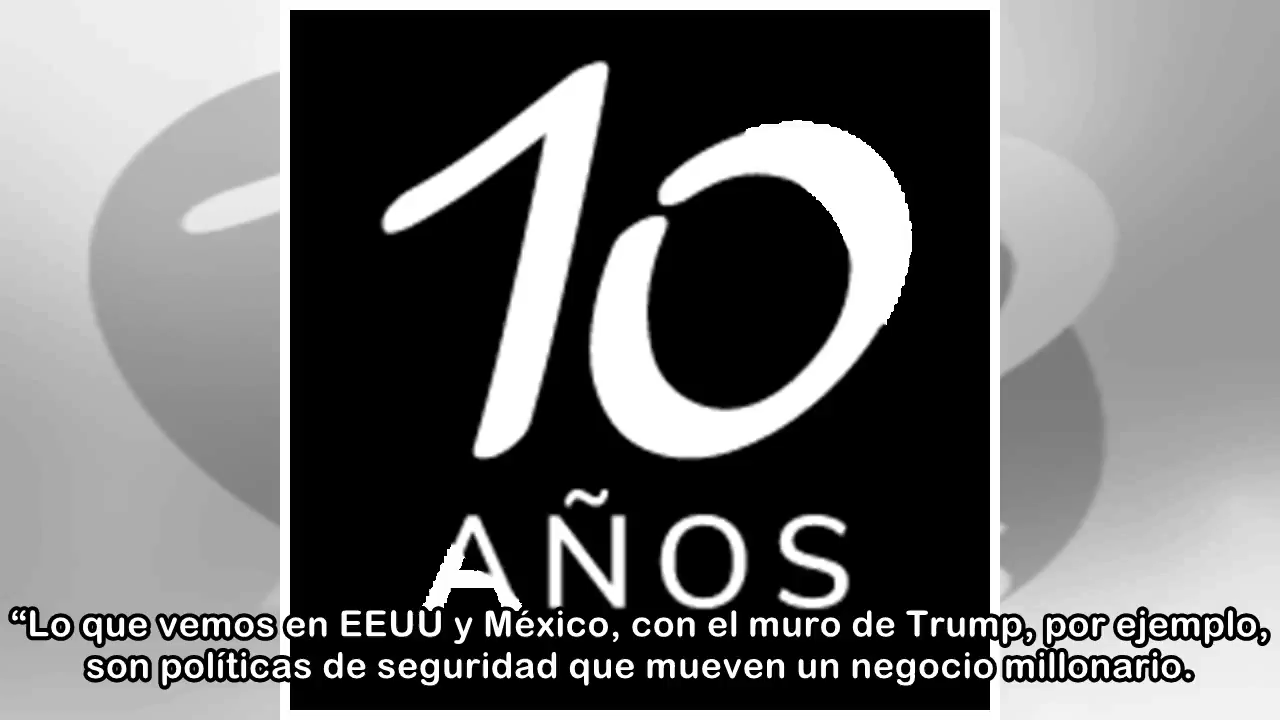 10
AÑOS
“Lo que vemos en EEUU y México, con el muro de Trump, por ejemplo,
son políticas de seguridad que mueven un negocio millonario.